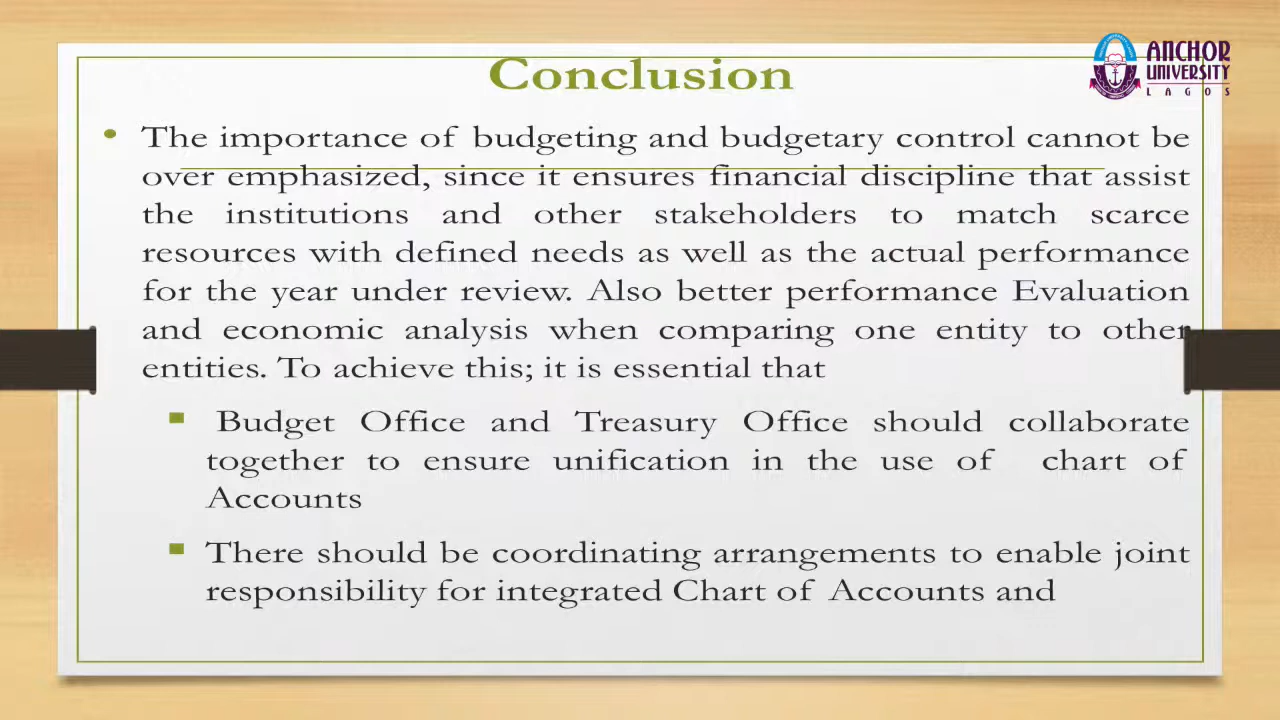 Conclusion
ANCHOR
UNIVERSITY
LAGOS
• The importance of budgeting and budgetary control cannot be
over emphasized, since it ensures financial discipline that assist
the institutions and other stakeholders to match scarce
resources with defined needs as well as the actual performance
for the year under review. Also better performance Evaluation
and economic analysis when comparing one entity to other
entities. To achieve this; it is essential that
▪ Budget Office and Treasury Office should collaborate
together to ensure unification in the use of chart of
Accounts
▪ There should be coordinating arrangements to enable joint
responsibility for integrated Chart of Accounts and